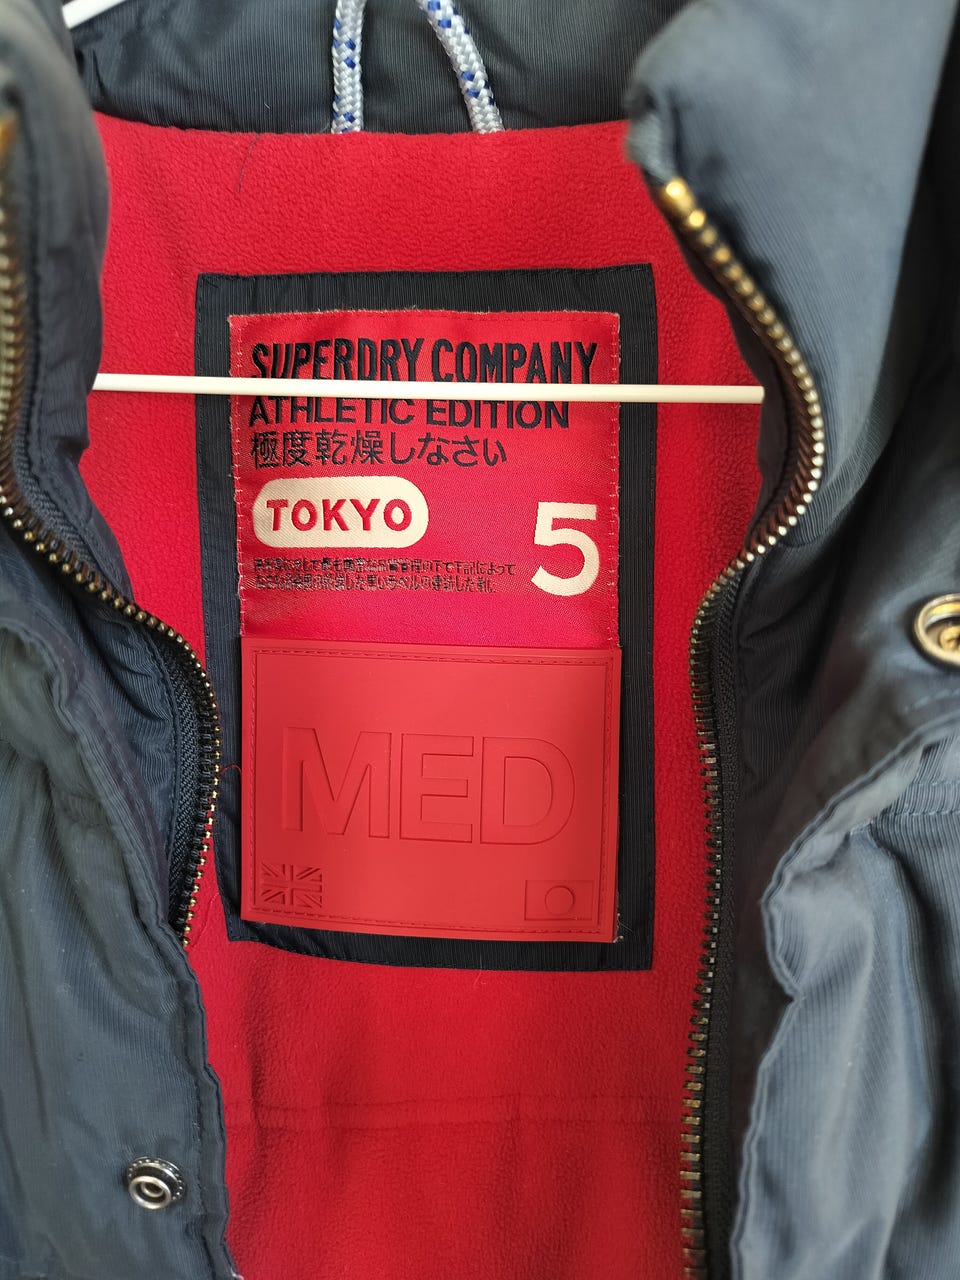 SUPERDRY COMPANY
ATHLETIC EDITION
極度乾燥しなさい
TOKYO
5
MED